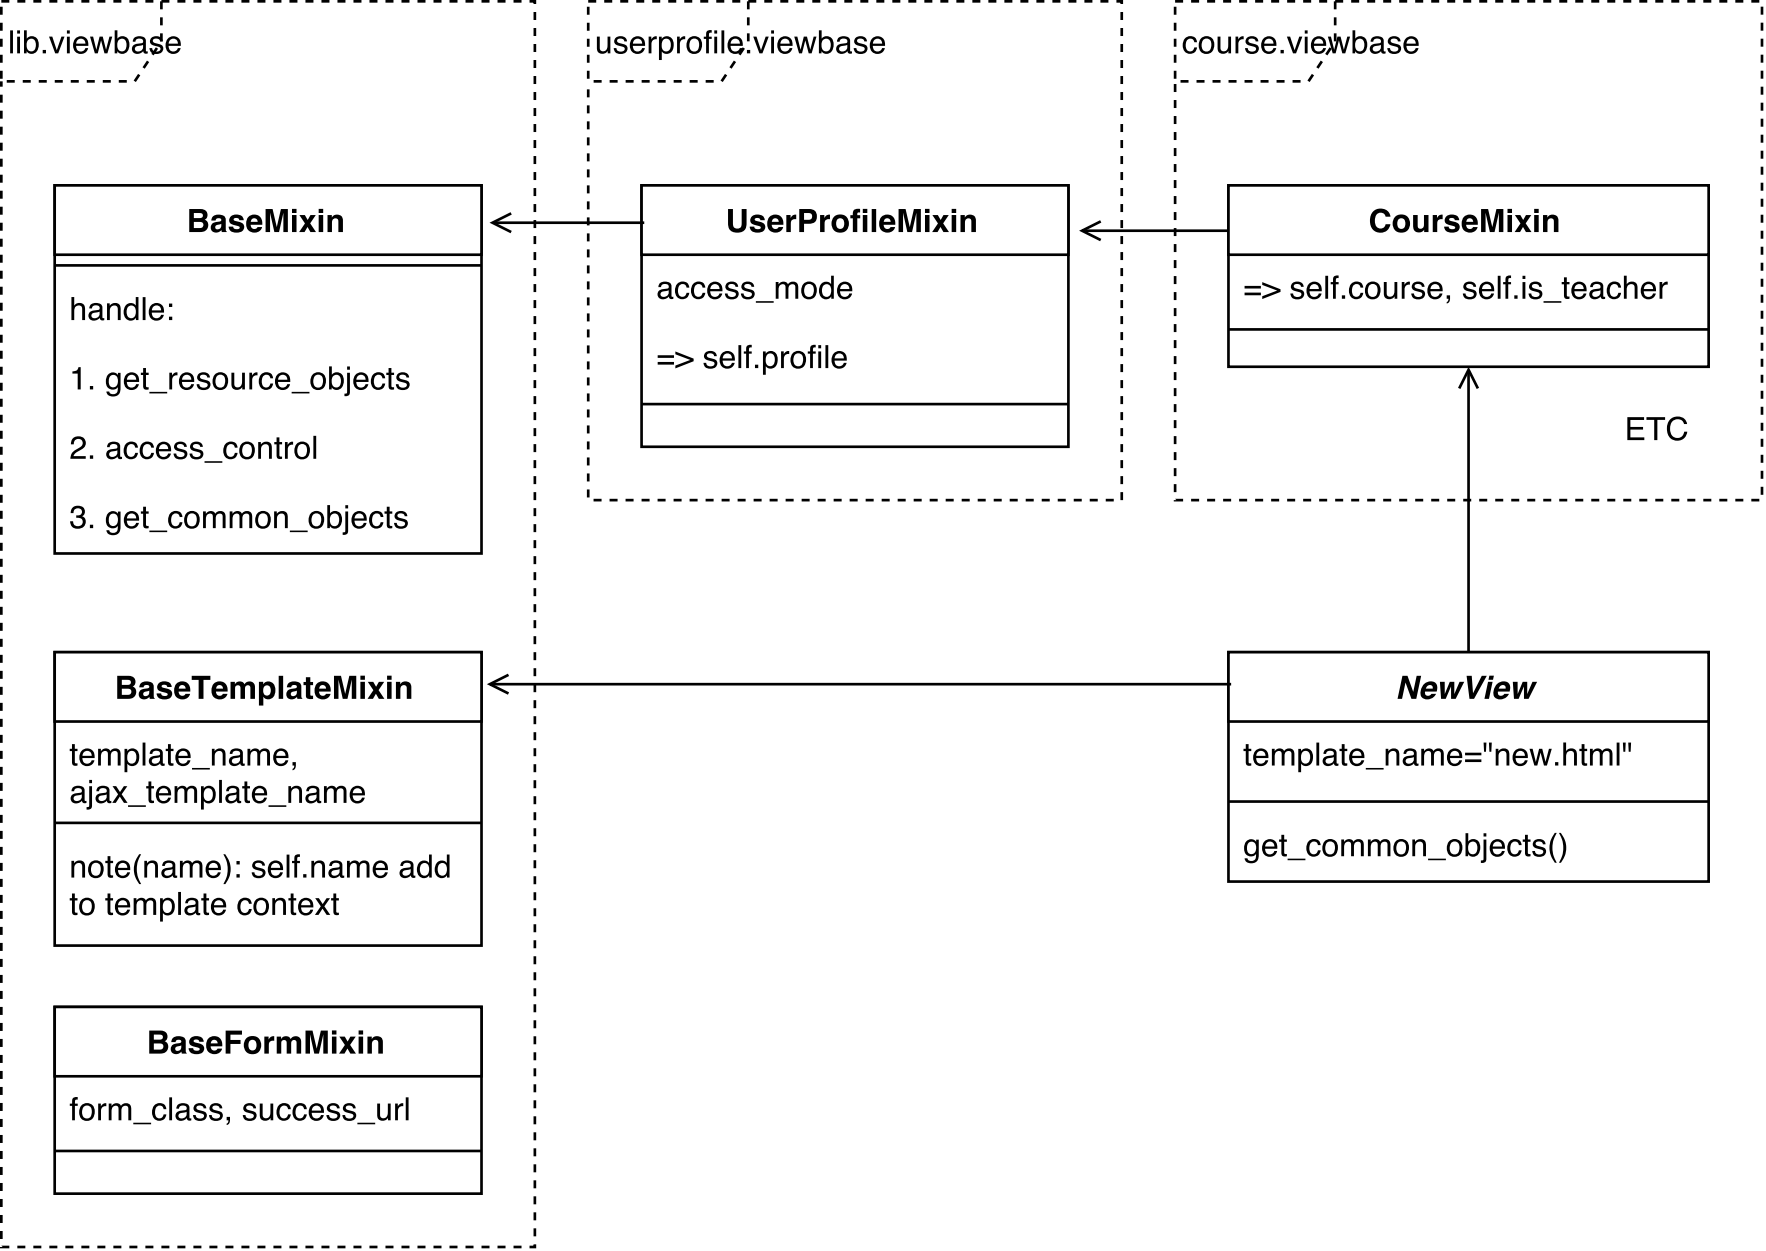 lib.viewbase
userprofile.viewbase
course.viewbase
BaseMixin
handle:
1. get_resource_objects
2. access_control
3. get_common_objects
UserProfileMixin
access_mode
=> self.profile
CourseMixin
=> self.course, self.is_teacher
ETC
BaseTemplateMixin
template_name,
ajax_template_name
note(name): self.name add
to template context
NewView
template_name="new.html"
get_common_objects()
BaseFormMixin
form_class, success_url